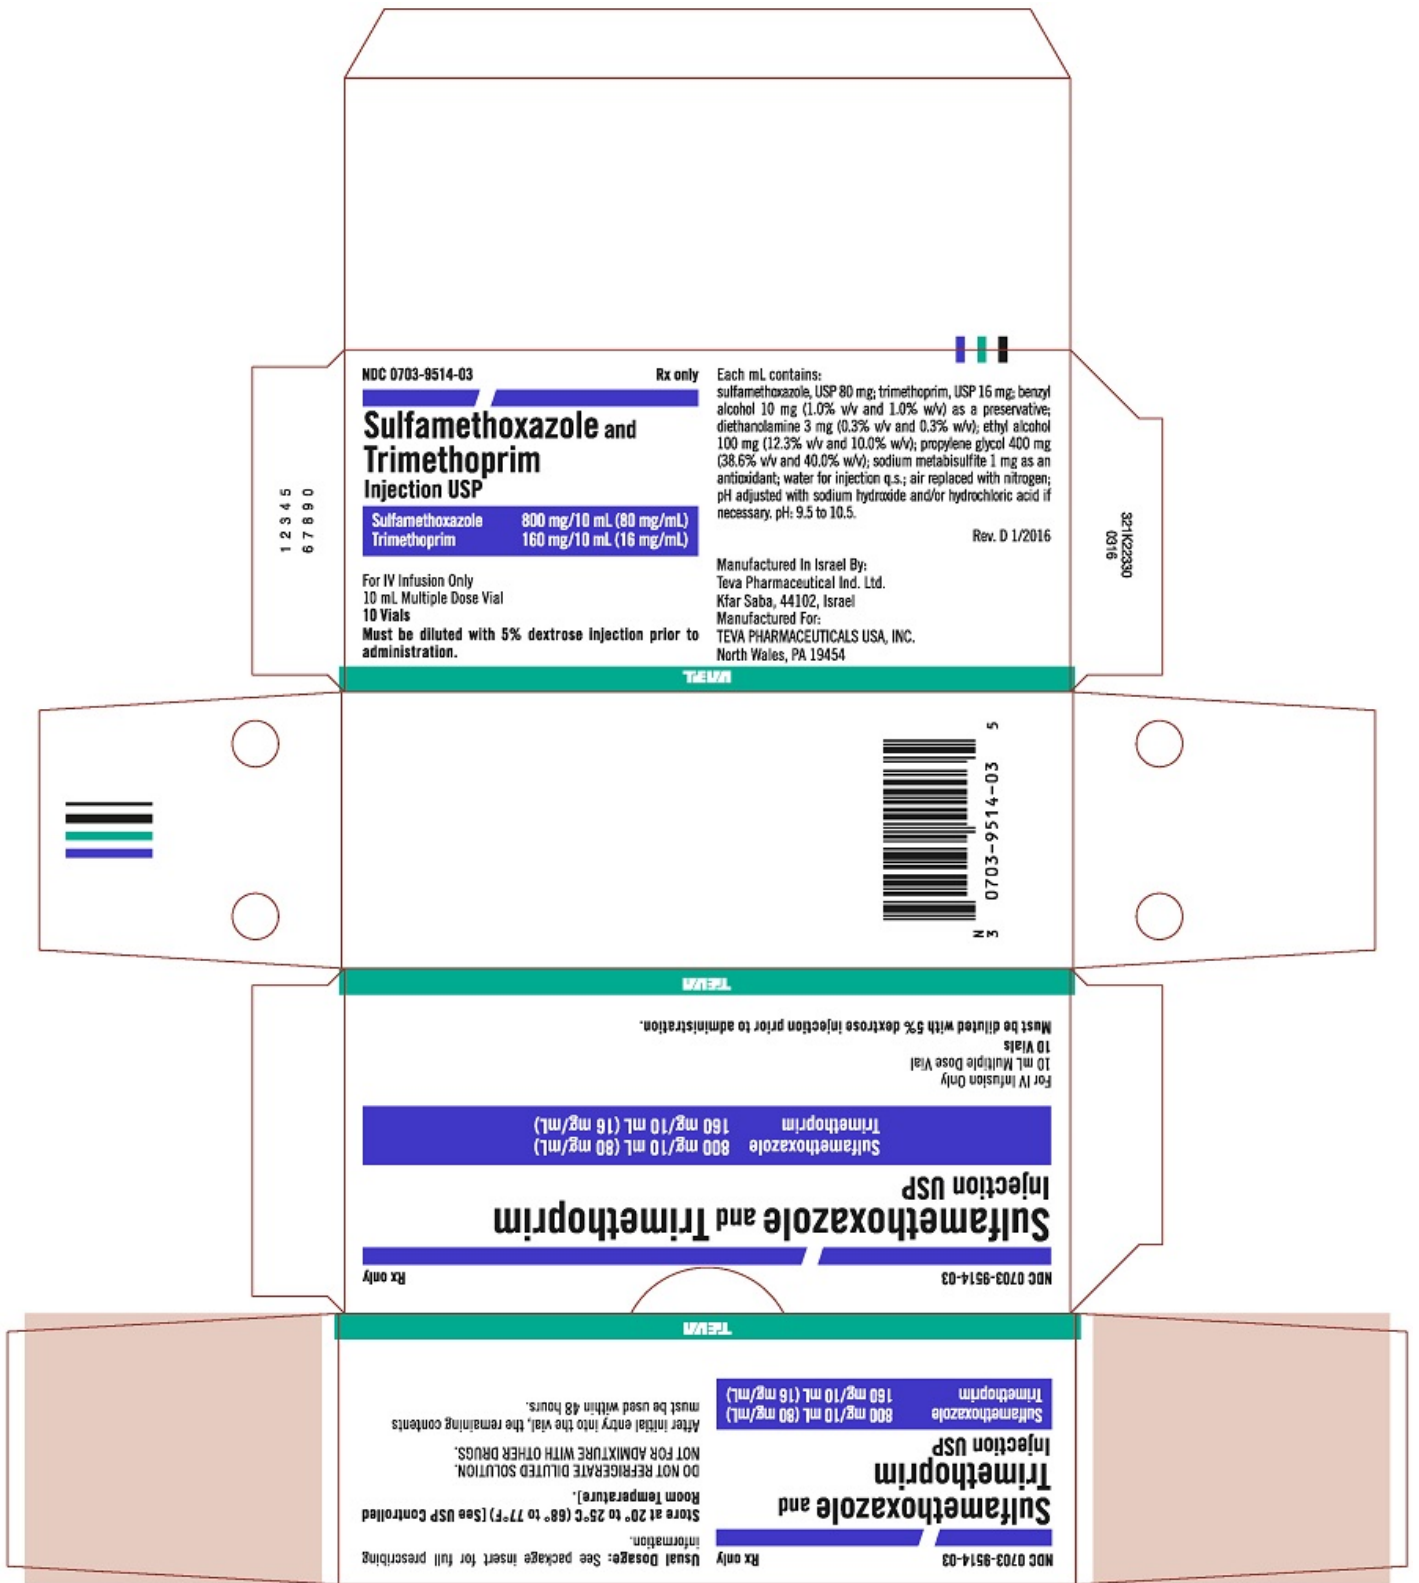 NDC 0703-9514-03 Rx only
Sulfamethoxazole and
Trimethoprim
Injection USP
Sulfamethoxazole 800 mg/10 mL (80 mg/mL)
Trimethoprim 160 mg/10 mL (16 mg/mL)
For IV Infusion Only
10 mL Multiple Dose Vial
10 Vials
Must be diluted with 5% dextrose injection prior to
administration.
Each mL contains:
sulfamethoxazole, USP 80 mg; trimethoprim, USP 16 mg; benzyl
alcohol 10 mg (1.0% v/v and 1.0% w/v) as a preservative;
diethanolamine 3 mg (0.3% v/v and 0.3% w/v); ethyl alcohol
100 mg (12.3% v/v and 10.0% w/v); propylene glycol 400 mg
(38.6% v/v and 40.0% w/v); sodium metabisulfite 1 mg as an
antioxidant; water for injection q.s.; air replaced with nitrogen;
pH adjusted with sodium hydroxide and/or hydrochloric acid if
necessary. pH: 9.5 to 10.5.
Rev. D 1/2016
Manufactured In Israel By:
Teva Pharmaceutical Ind. Ltd.
Kfar Saba, 44102, Israel
Manufactured For:
TEVA PHARMACEUTICALS USA, INC.
North Wales, PA 19454
12345
67890
321K22330
0316
TEVA
N
3 0703-9514-03 5
TEVA
NDC 0703-9514-03 Rx only
Sulfamethoxazole and Trimethoprim
Injection USP
Sulfamethoxazole 800 mg/10 mL (80 mg/mL)
Trimethoprim 160 mg/10 mL (16 mg/mL)
For IV Infusion Only
10 mL Multiple Dose Vial
10 Vials
Must be diluted with 5% dextrose injection prior to administration.
TEVA
NDC 0703-9514-03 Rx only
Sulfamethoxazole and
Trimethoprim
Injection USP
Sulfamethoxazole 800 mg/10 mL (80 mg/mL)
Trimethoprim 160 mg/10 mL (16 mg/mL)
Usual Dosage: See package insert for full prescribing
information.
Store at 20° to 25°C (68° to 77°F) [See USP Controlled
Room Temperature].
DO NOT REFRIGERATE DILUTED SOLUTION.
NOT FOR ADMIXTURE WITH OTHER DRUGS.
After initial entry into the vial, the remaining contents
must be used within 48 hours.